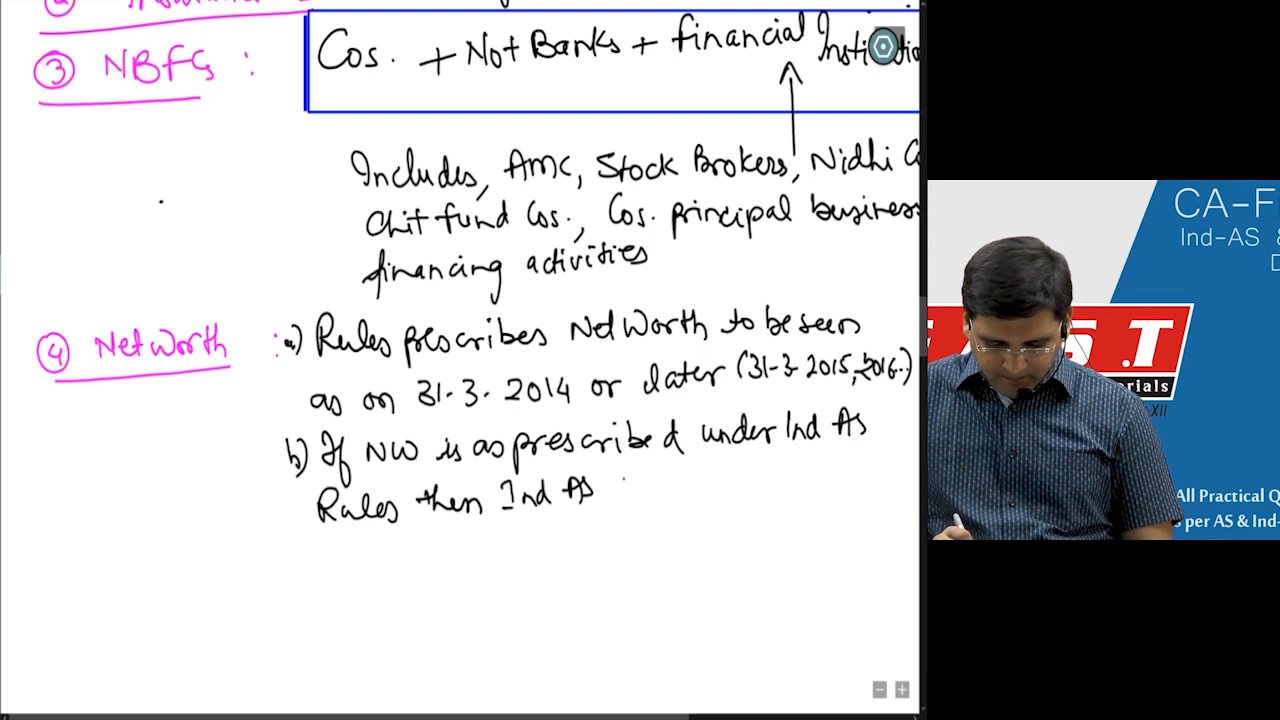 ③ NBFCs :
Cos. + Not Banks + financial
Includes, AMC, Stock Brokers, Nidhi
Chit fund Cos., Cos. principal business
financing activities
④ Networth : a) Rules prescribes NetWorth to be seen
as on 31-3-2014 or later (31-3-2015, 2016..)
b) If NW is as prescribed under Ind As
Rules then Ind AS
CA-F
Ind-AS &
D
S.T
erials
XII
All Practical Q
s per AS & Ind-